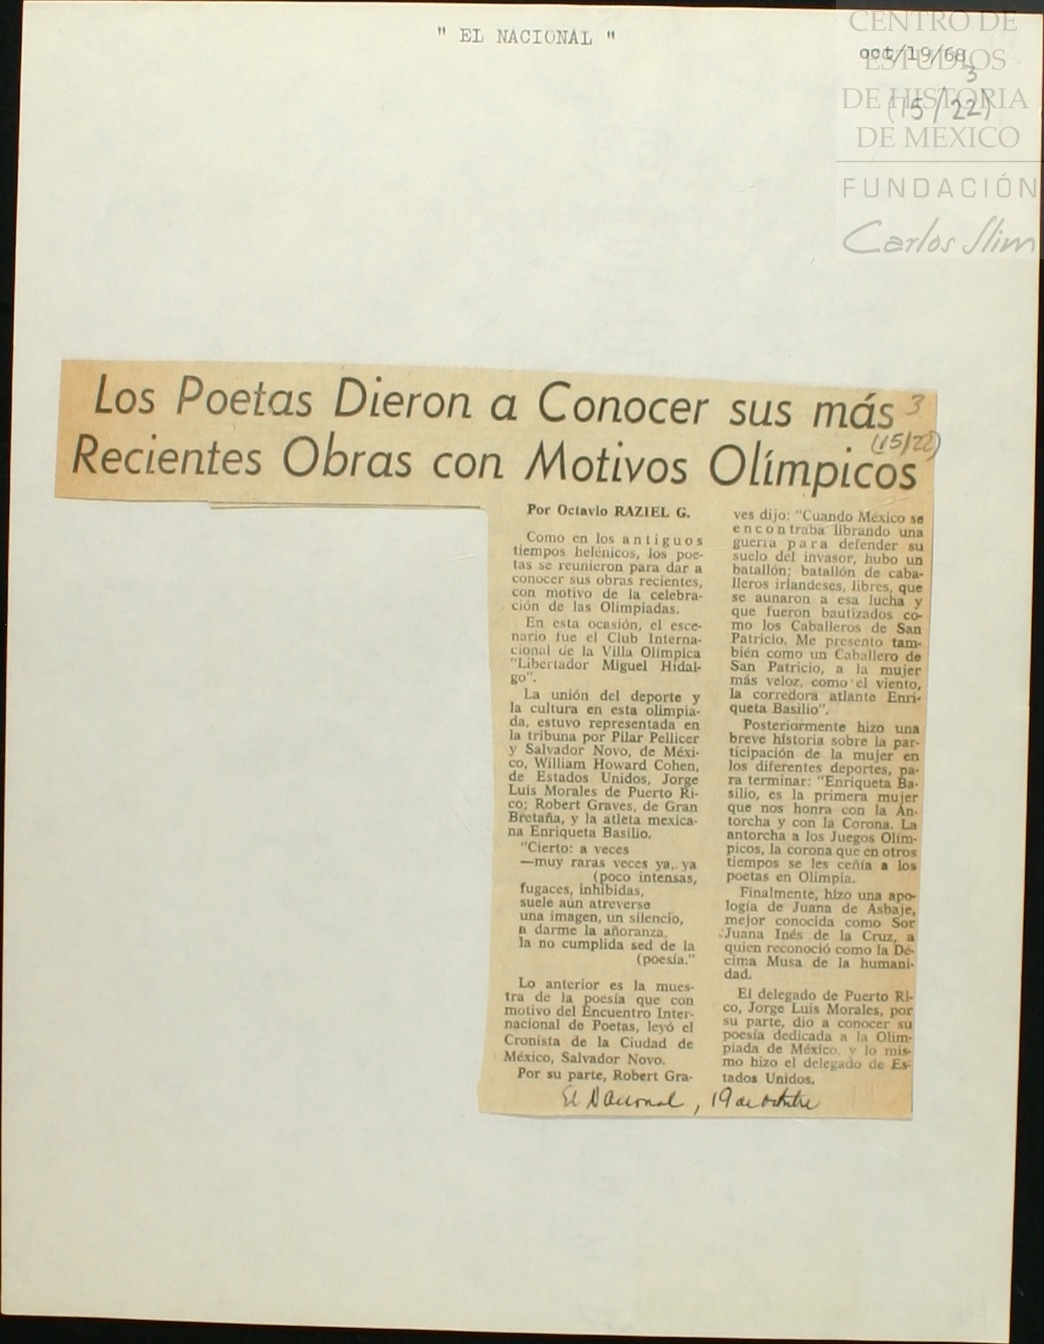 " EL NACIONAL "
oct/19/68
3
(15/22)
CENTRO DE
ESTUDIOS
DE HISTORIA
DE MEXICO
FUNDACIÓN
Carlos Slim
Los Poetas Dieron a Conocer sus más
Recientes Obras con Motivos Olímpicos
3
(15/22)
Por Octavio RAZIEL G.
Como en los antiguos
tiempos helénicos, los poe-
tas se reunieron para dar a
conocer sus obras recientes,
con motivo de la celebra-
ción de las Olimpiadas.
En esta ocasión, el esce-
nario fue el Club Interna-
cional de la Villa Olímpica
"Libertador Miguel Hidal-
go".
La unión del deporte y
la cultura en esta olimpia-
da, estuvo representada en
la tribuna por Pilar Pellicer
y Salvador Novo, de Méxi-
co, William Howard Cohen,
de Estados Unidos, Jorge
Luis Morales de Puerto Ri-
co; Robert Graves, de Gran
Bretaña, y la atleta mexica-
na Enriqueta Basilio.
"Cierto: a veces
—muy raras veces ya, ya
(poco intensas,
fugaces, inhibidas,
suele aún atreverse
una imagen, un silencio,
a darme la añoranza,
la no cumplida sed de la
(poesía."
Lo anterior es la mues-
tra de la poesía que con
motivo del Encuentro Inter-
nacional de Poetas, leyó el
Cronista de la Ciudad de
México, Salvador Novo.
Por su parte, Robert Gra-
ves dijo: "Cuando México se
encontraba librando una
guerra para defender su
suelo del invasor, hubo un
batallón; batallón de caba-
lleros irlandeses, libres, que
se aunaron a esa lucha y
que fueron bautizados co-
mo los Caballeros de San
Patricio. Me presento tam-
bién como un Caballero de
San Patricio, a la mujer
más veloz, como el viento,
la corredora atlante Enri-
queta Basilio".
Posteriormente hizo una
breve historia sobre la par-
ticipación de la mujer en
los diferentes deportes, pa-
ra terminar: "Enriqueta Ba-
silio, es la primera mujer
que nos honra con la An-
torcha y con la Corona. La
antorcha a los Juegos Olím-
picos, la corona que en otros
tiempos se les ceñía a los
poetas en Olimpia.
Finalmente, hizo una apo-
logía de Juana de Asbaje,
mejor conocida como Sor
Juana Inés de la Cruz, a
quien reconoció como la Dé-
cima Musa de la humani-
dad.
El delegado de Puerto Ri-
co, Jorge Luis Morales, por
su parte, dio a conocer su
poesía dedicada a la Olim-
piada de México, y lo mis-
mo hizo el delegado de Es-
tados Unidos.
El Nacional, 19 de octubre